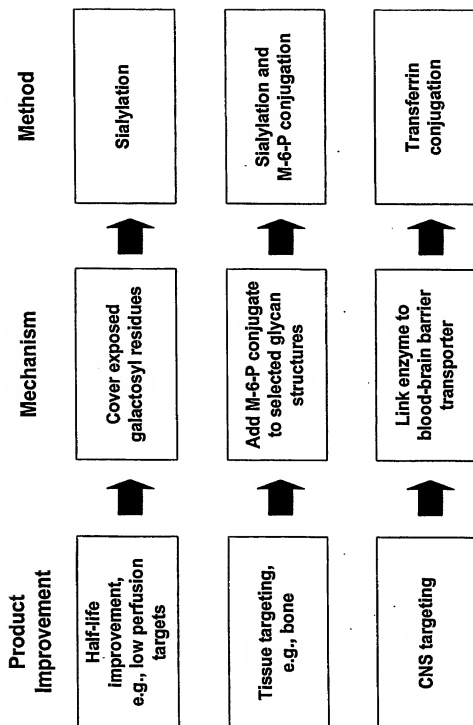 Product
Improvement
Mechanism
Method
Half-life
improvement,
e.g., low perfusion
targets
Cover exposed
galactosyl residues
Sialylation
Tissue targeting,
e.g., bone
Add M-6-P conjugate
to selected glycan
structures
Sialylation and
M-6-P conjugation
CNS targeting
Link enzyme to
blood-brain barrier
transporter
Transferrin
conjugation